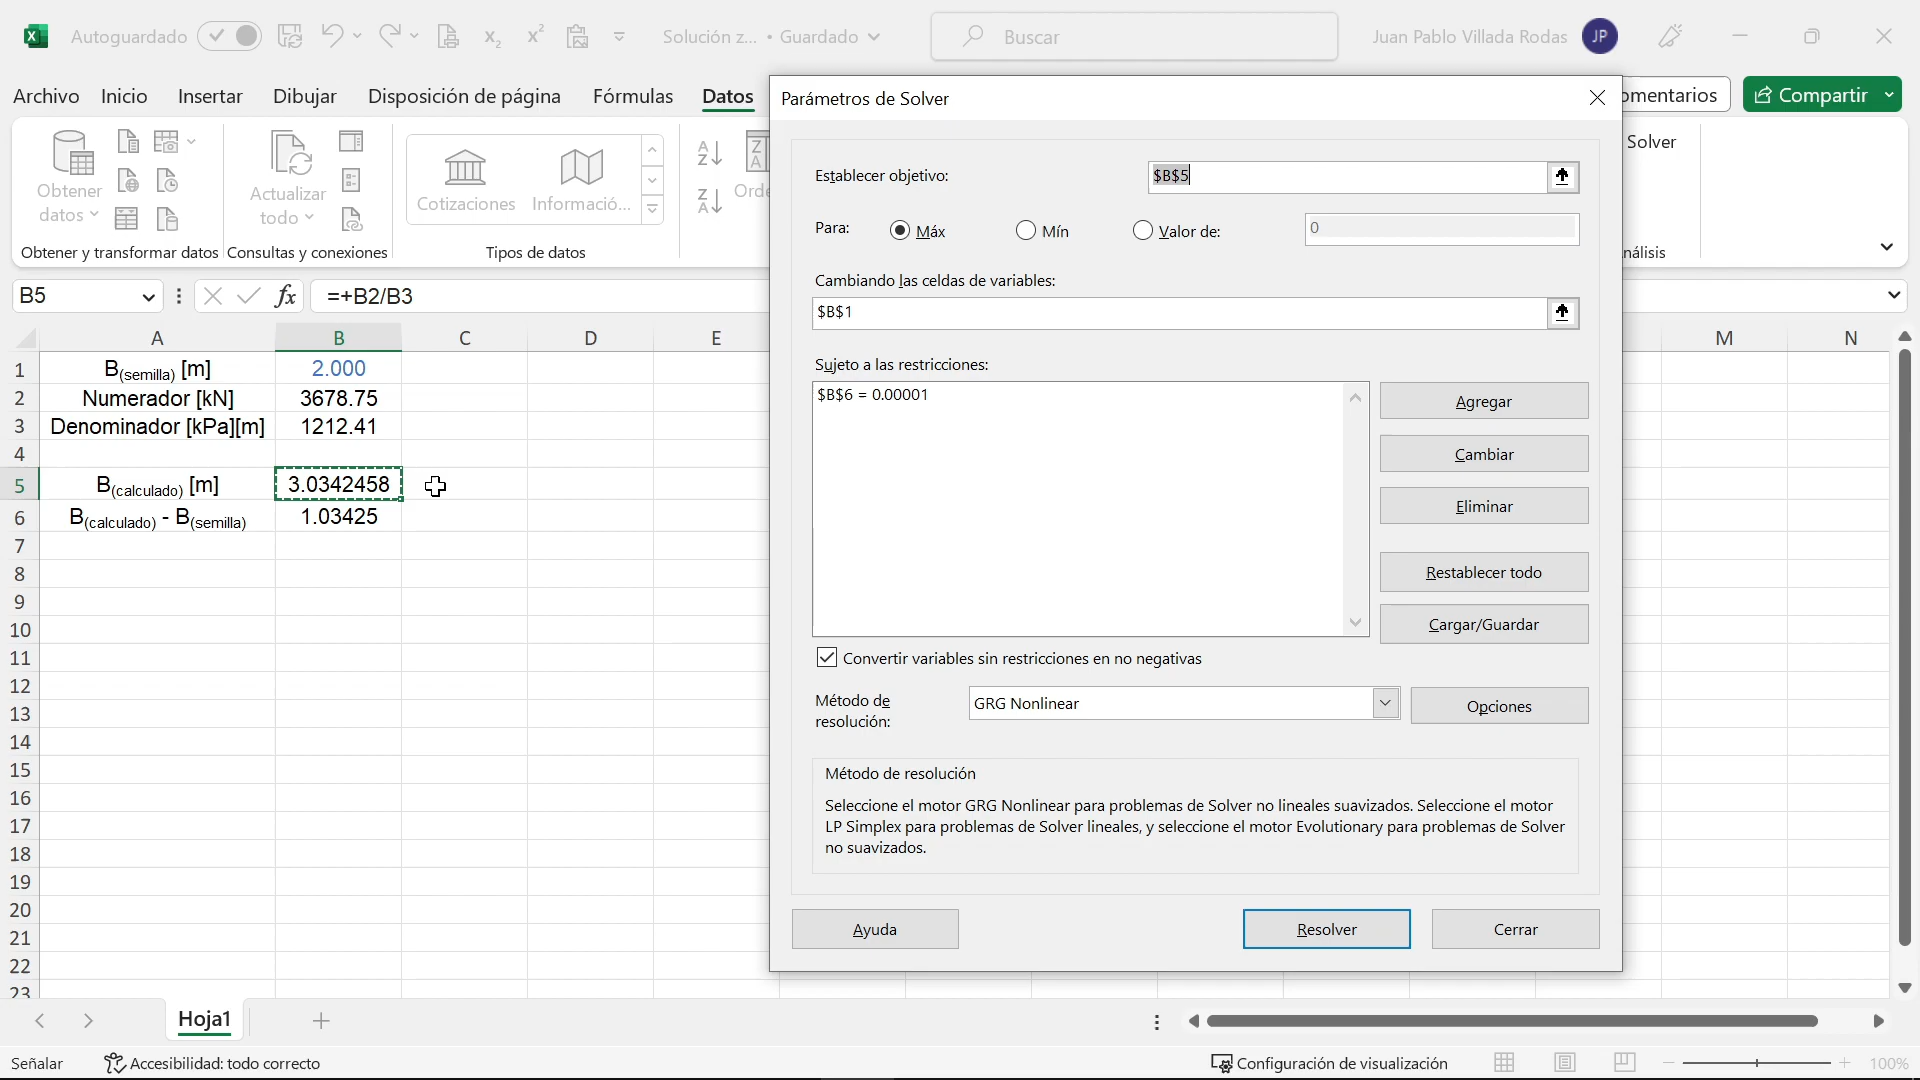 Autoguardado
Solución z... • Guardado
Buscar
Juan Pablo Villada Rodas
JP
Archivo Inicio Insertar Dibujar Disposición de página Fórmulas Datos
omentarios
Compartir
Obtener datos
Actualizar todo
Cotizaciones
Informació...
Orde
Solver
Obtener y transformar datos
Consultas y conexiones
Tipos de datos
nálisis
B5
fx
=+B2/B3
A B C D E M N
1 B(semilla) [m] 2.000
2 Numerador [kN] 3678.75
3 Denominador [kPa][m] 1212.41
4
5 B(calculado) [m] 3.0342458
6 B(calculado) - B(semilla) 1.03425
7
8
9
10
11
12
13
14
15
16
17
18
19
20
21
22
23
Parámetros de Solver
Establecer objetivo: $B$5
Para: Máx Mín Valor de: 0
Cambiando las celdas de variables:
$B$1
Sujeto a las restricciones:
$B$6 = 0.00001
Agregar
Cambiar
Eliminar
Restablecer todo
Cargar/Guardar
Convertir variables sin restricciones en no negativas
Método de
resolución:
GRG Nonlinear
Opciones
Método de resolución
Seleccione el motor GRG Nonlinear para problemas de Solver no lineales suavizados. Seleccione el motor
LP Simplex para problemas de Solver lineales, y seleccione el motor Evolutionary para problemas de Solver
no suavizados.
Ayuda
Resolver
Cerrar
Hoja1
Señalar
Accesibilidad: todo correcto
Configuración de visualización
100%